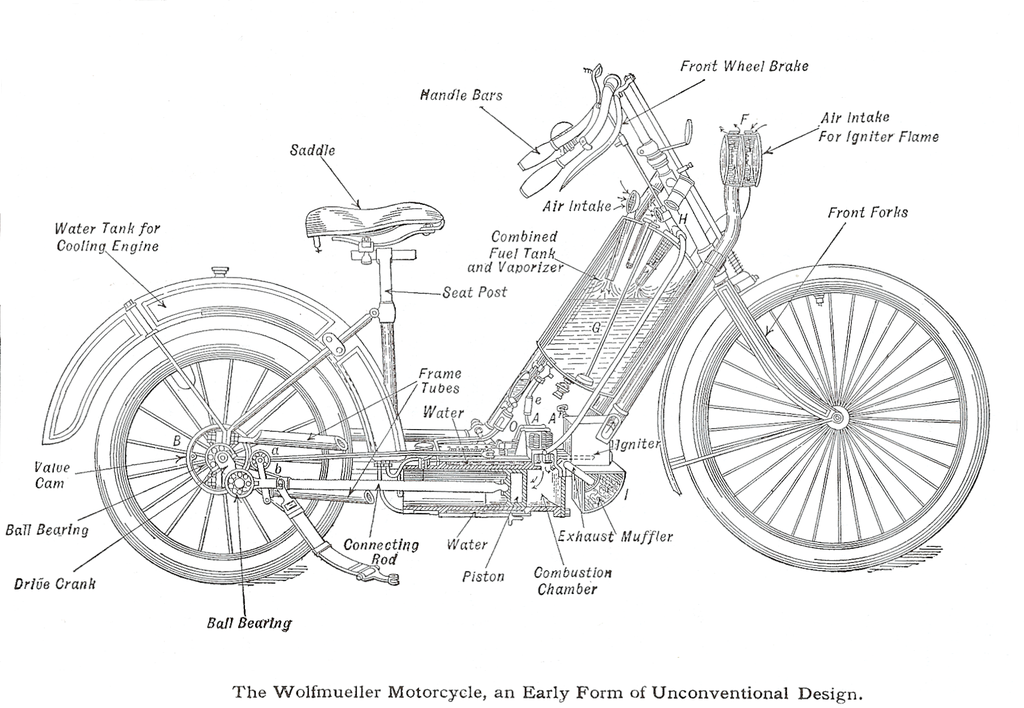 Front Wheel Brake
Handle Bars
F
Air Intake
For Igniter Flame
Saddle
Air Intake
H
Front Forks
Water Tank for
Cooling Engine
Combined
Fuel Tank
and Vaporizer
Seat Post
G
Frame
Tubes
e
Water
A
A
O
B
a
Igniter
Valve
Cam
b
I
Ball Bearing
Connecting
Rod
Water
Exhaust Muffler
Piston
Combustion
Chamber
Drive Crank
Ball Bearing
The Wolfmueller Motorcycle, an Early Form of Unconventional Design.